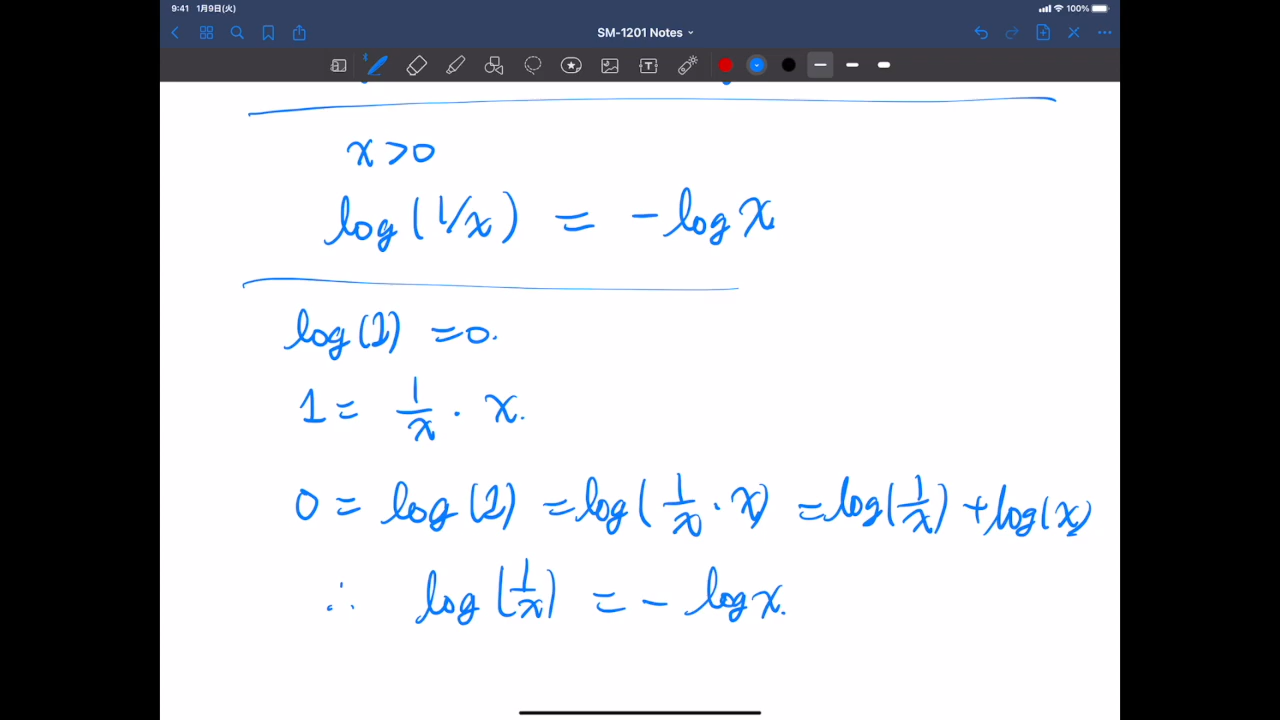 9:41 1月9日(火) 100%
SM-1201 Notes
x>0
log(1/x) = -log x
log(1) =0.
1 = 1/x · x.
0 = log(1) =log(1/x · x) =log(1/x) +log(x)
∴ log(1/x) = - log x.